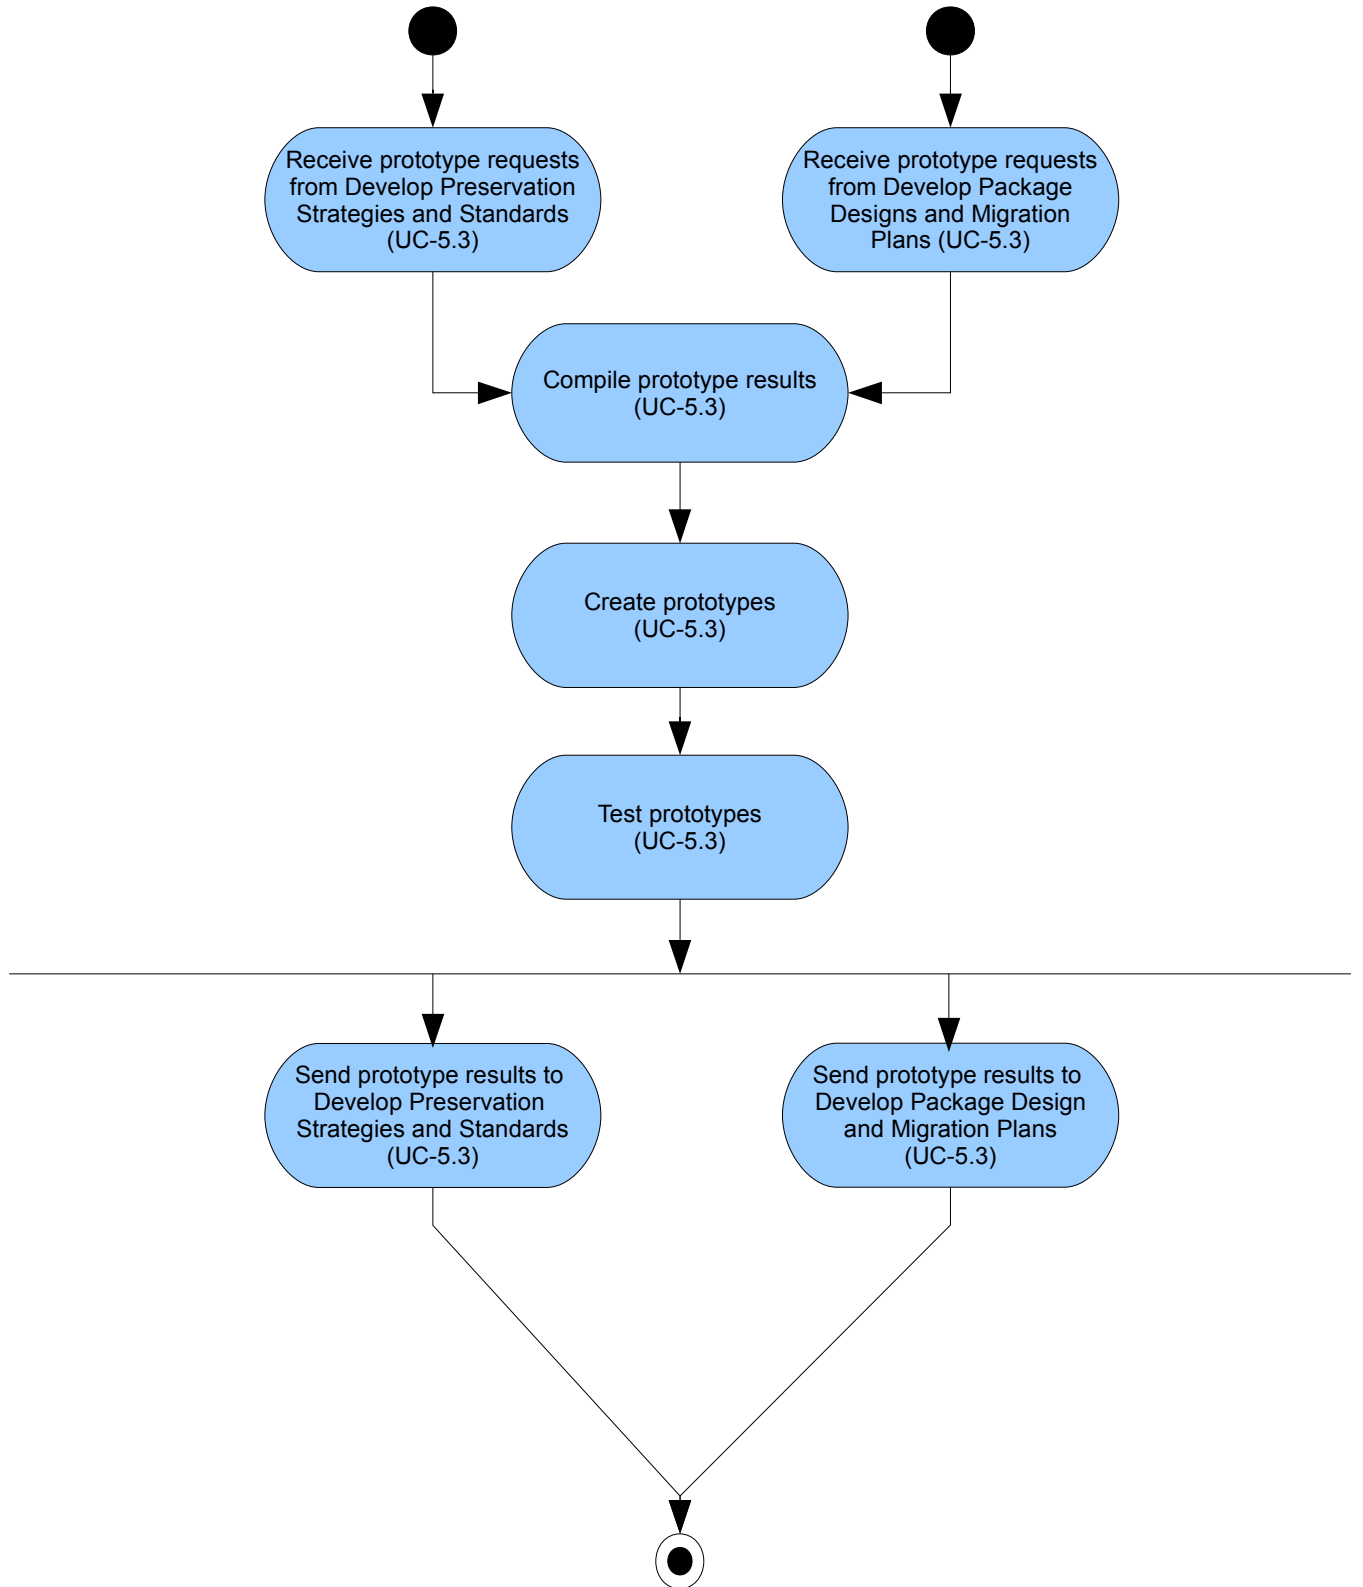 Receive prototype requests
from Develop Preservation
Strategies and Standards
(UC-5.3)
Receive prototype requests
from Develop Package
Designs and Migration
Plans (UC-5.3)
Compile prototype results
(UC-5.3)
Create prototypes
(UC-5.3)
Test prototypes
(UC-5.3)
Send prototype results to
Develop Preservation
Strategies and Standards
(UC-5.3)
Send prototype results to
Develop Package Design
and Migration Plans
(UC-5.3)